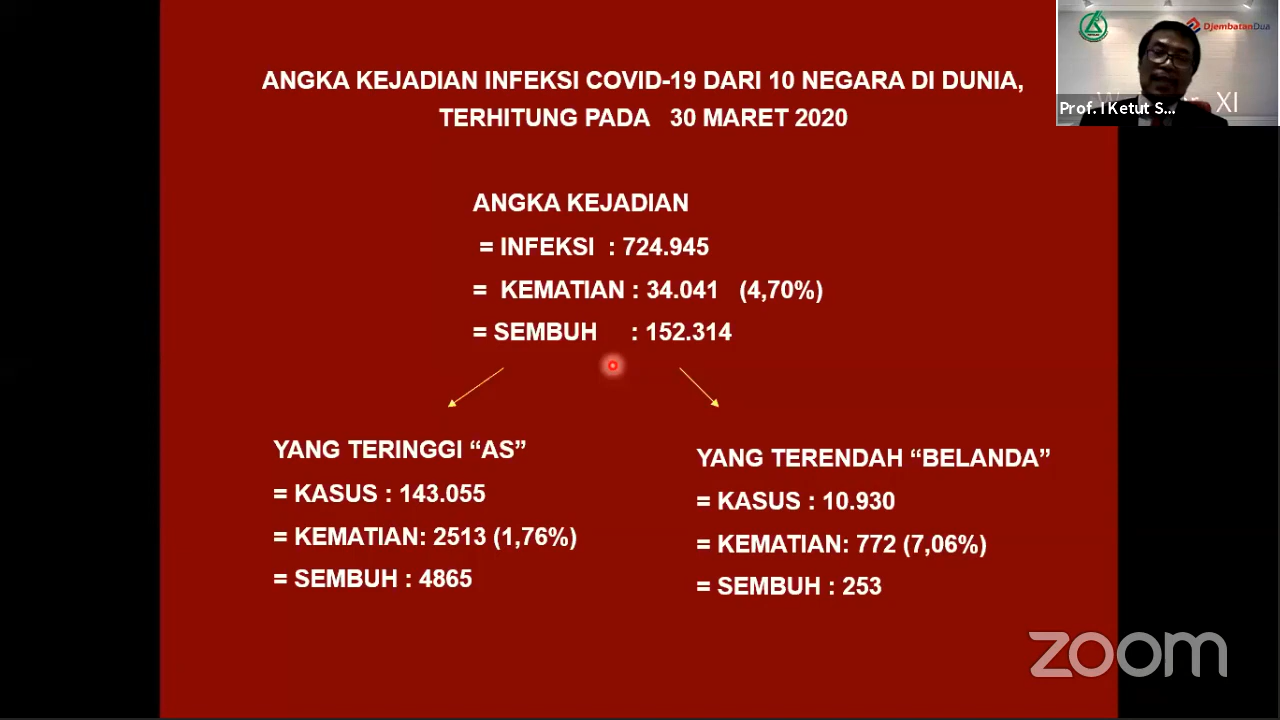 ANGKA KEJADIAN INFEKSI COVID-19 DARI 10 NEGARA DI DUNIA,
TERHITUNG PADA 30 MARET 2020
ANGKA KEJADIAN
= INFEKSI : 724.945
= KEMATIAN : 34.041 (4,70%)
= SEMBUH : 152.314
YANG TERINGGI “AS”
= KASUS : 143.055
= KEMATIAN: 2513 (1,76%)
= SEMBUH : 4865
YANG TERENDAH “BELANDA”
= KASUS : 10.930
= KEMATIAN: 772 (7,06%)
= SEMBUH : 253
DjembatanDua
XI
Prof. I Ketut S...
zoom